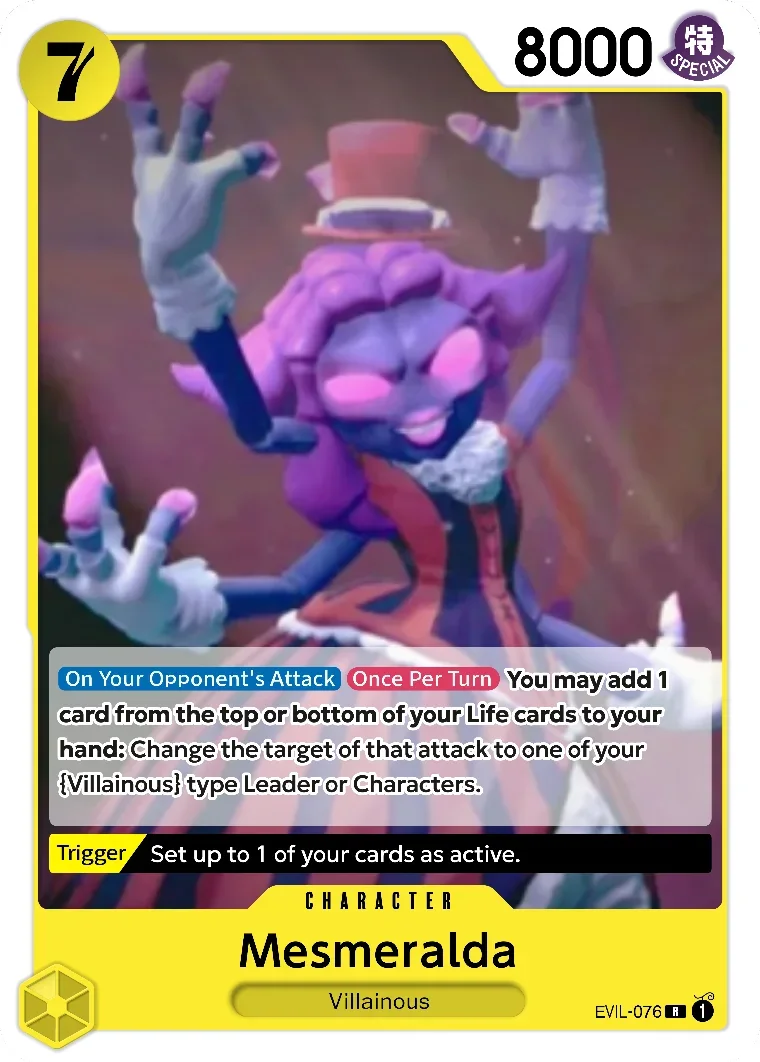 7
8000
特
SPECIAL
On Your Opponent's Attack Once Per Turn You may add 1
card from the top or bottom of your Life cards to your
hand: Change the target of that attack to one of your
{Villainous} type Leader or Characters.
Trigger Set up to 1 of your cards as active.
CHARACTER
Mesmeralda
Villainous
EVIL-076 R 1